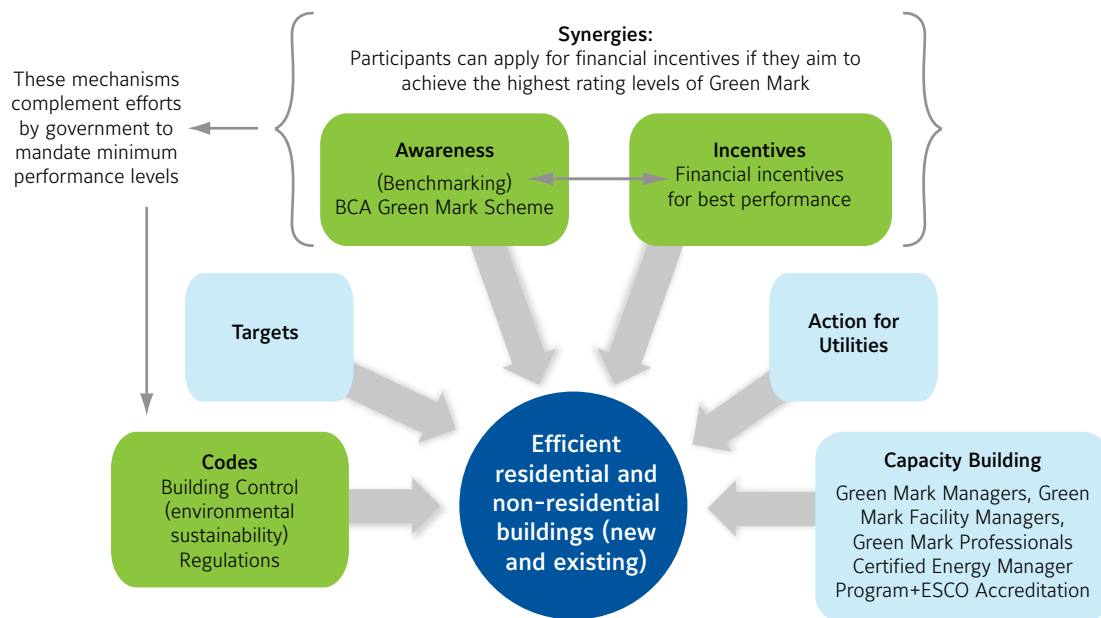 Synergies:
Participants can apply for financial incentives if they aim to
achieve the highest rating levels of Green Mark
These mechanisms
complement efforts
by government to
mandate minimum
performance levels
Awareness
(Benchmarking)
BCA Green Mark Scheme
Incentives
Financial incentives
for best performance
Targets
Action for
Utilities
Codes
Building Control
(environmental
sustainability)
Regulations
Efficient
residential and
non-residential
buildings (new
and existing)
Capacity Building
Green Mark Managers, Green
Mark Facility Managers,
Green Mark Professionals
Certified Energy Manager
Program+ESCO Accreditation